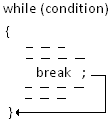 while (condition)
{
– – – –
– – – –
break ;
– – – –
– – – –
}